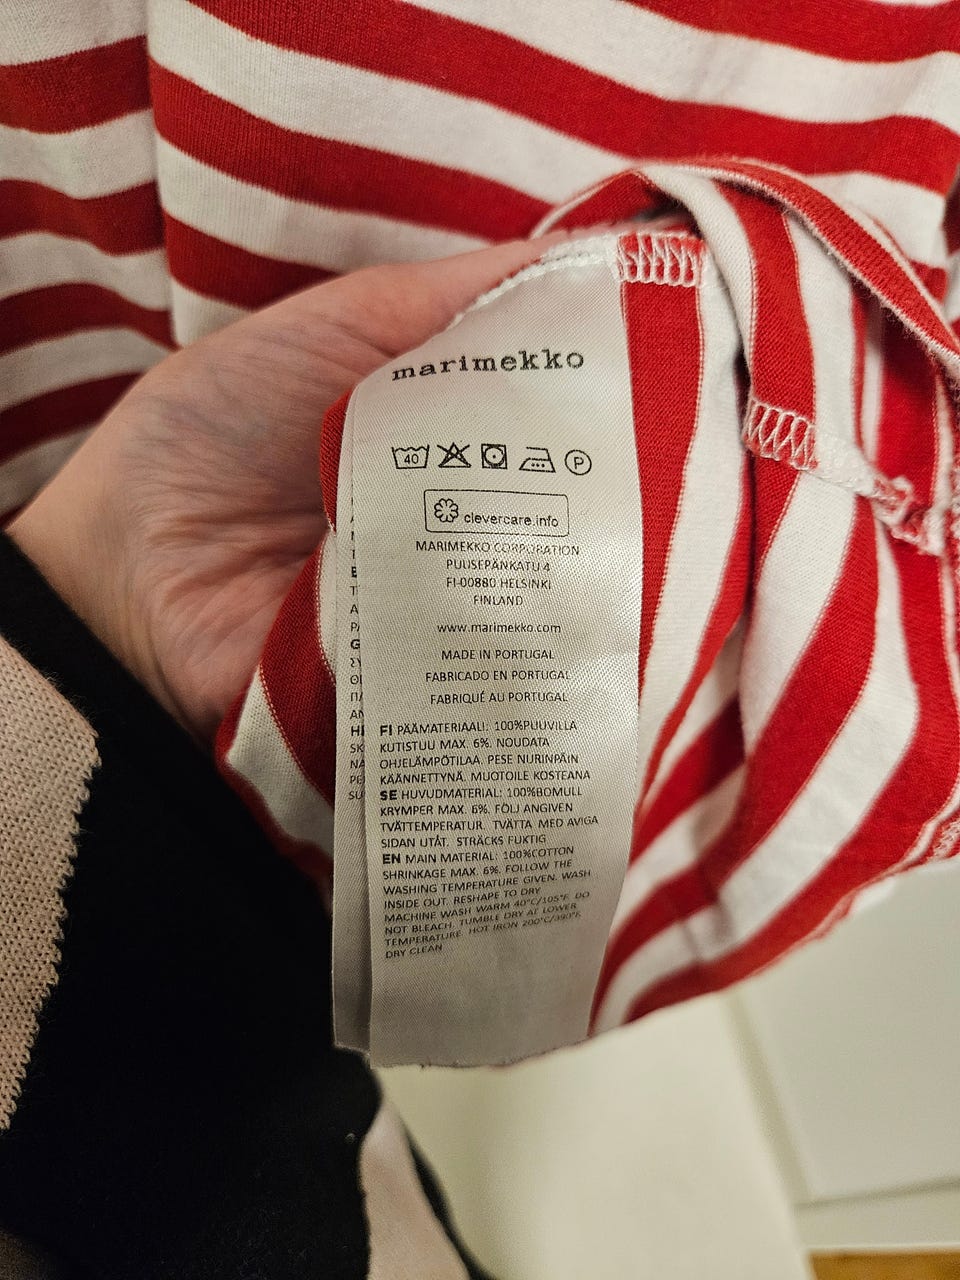 marimekko
40
P
clevercare.info
MARIMEKKO CORPORATION
PUUSEPÄNKATU 4
FI-00880 HELSINKI
FINLAND
www.marimekko.com
MADE IN PORTUGAL
FABRICADO EN PORTUGAL
FABRIQUÉ AU PORTUGAL
FI PÄÄMATERIAALI: 100%PUUVILLA
KUTISTUU MAX. 6%. NOUDATA
OHJELÄMPÖTILAA. PESE NURINPÄIN
KÄÄNNETTYNÄ. MUOTOILE KOSTEANA
SE HUVUDMATERIAL: 100%BOMULL
KRYMPER MAX. 6%. FÖLJ ANGIVEN
TVÄTTEMPERATUR. TVÄTTA MED AVIGA
SIDAN UTÅT. STRÄCKS FUKTIG
EN MAIN MATERIAL: 100%COTTON
SHRINKAGE MAX. 6%. FOLLOW THE
WASHING TEMPERATURE GIVEN. WASH
INSIDE OUT. RESHAPE TO DRY
MACHINE WASH WARM 40°C/105°F. DO
NOT BLEACH. TUMBLE DRY AT LOWER
TEMPERATURE. HOT IRON 200°C/390°F.
DRY CLEAN